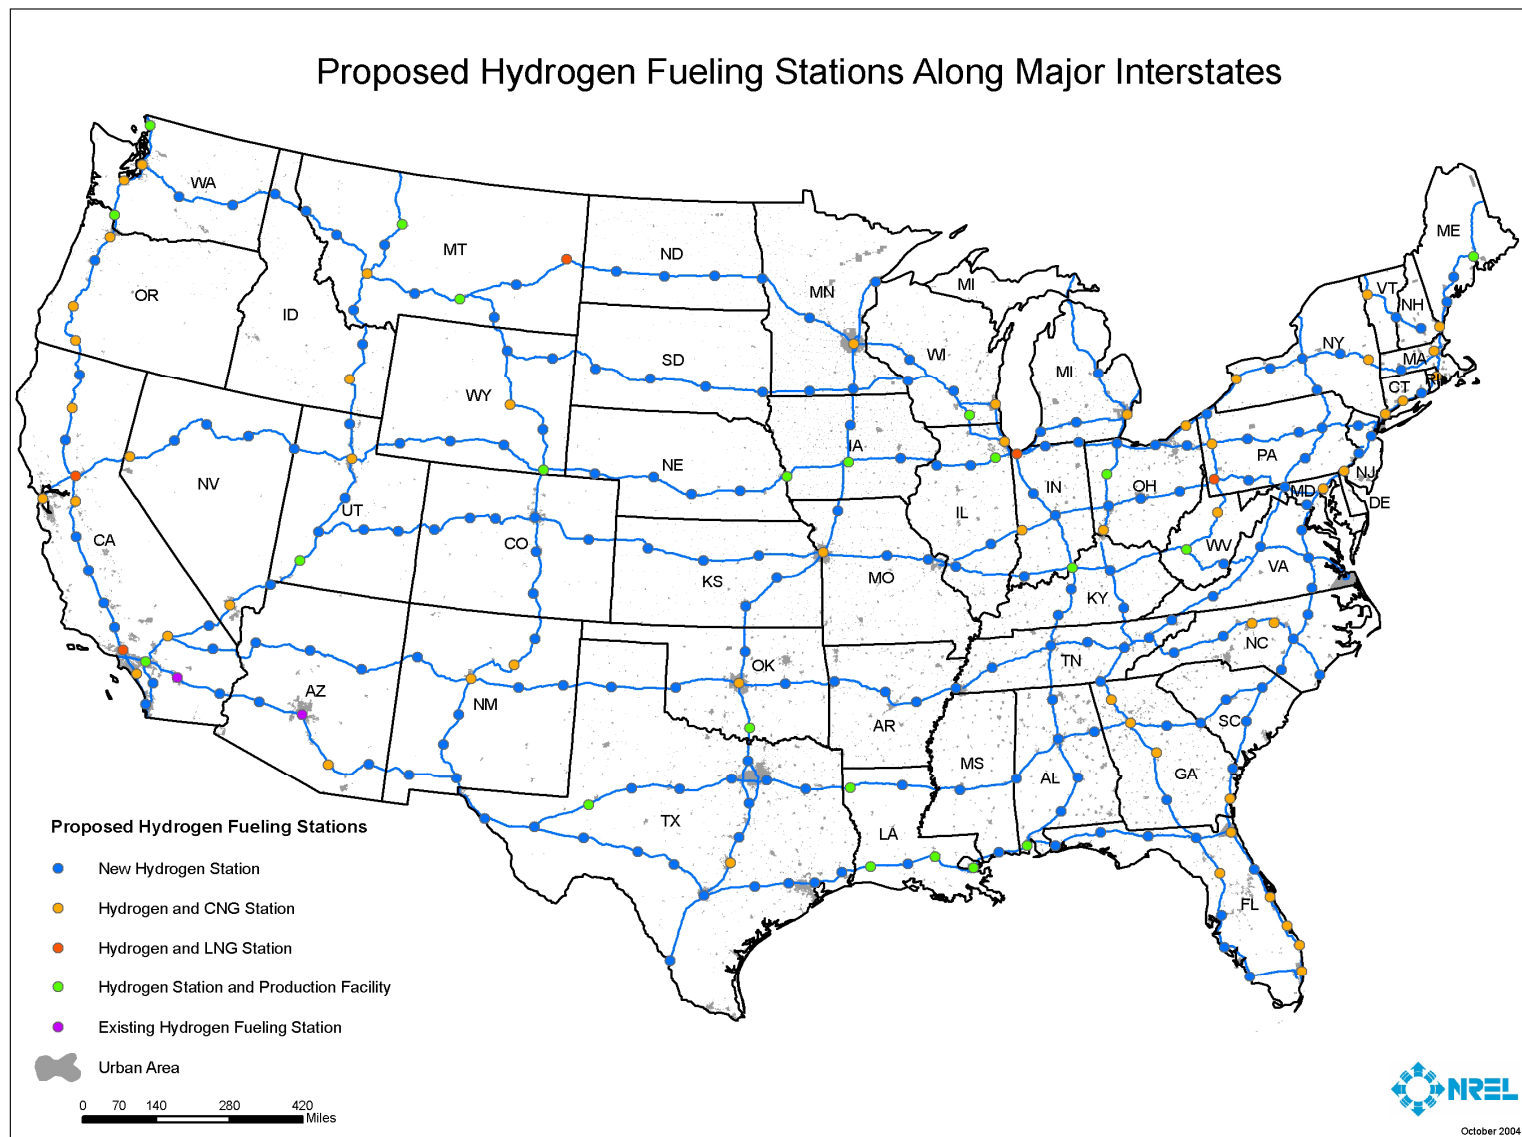 Proposed Hydrogen Fueling Stations Along Major Interstates
WA
MT
ND
MN
MI
ME
VT
NH
OR
ID
SD
WI
MI
NY
MA
CT
RI
WY
IA
PA
NJ
NE
NV
UT
IL
IN
OH
MD
DE
CA
CO
KS
MO
WV
VA
KY
AZ
NM
OK
TN
NC
AR
SC
MS
AL
GA
TX
LA
FL
Proposed Hydrogen Fueling Stations
New Hydrogen Station
Hydrogen and CNG Station
Hydrogen and LNG Station
Hydrogen Station and Production Facility
Existing Hydrogen Fueling Station
Urban Area
0 70 140 280 420
Miles
NREL
October 2004